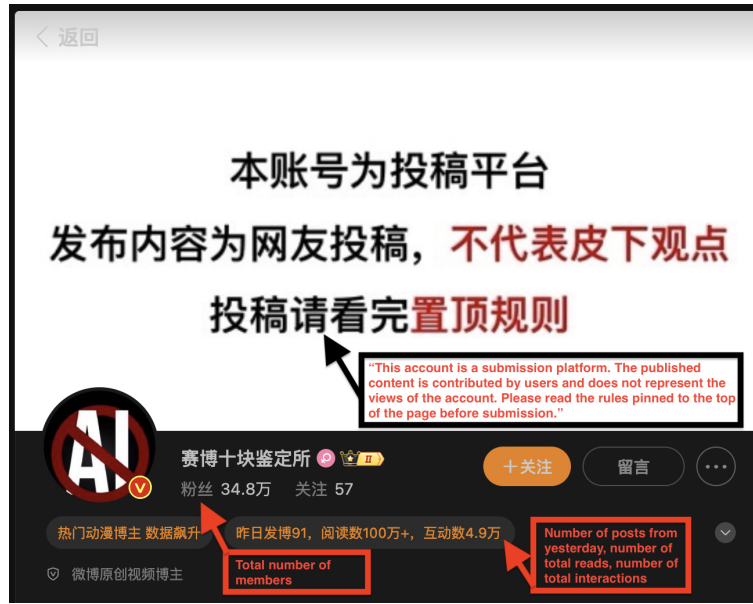 返回
本账号为投稿平台
发布内容为网友投稿，不代表皮下观点
投稿请看完置顶规则
“This account is a submission platform. The published
content is contributed by users and does not represent the
views of the account. Please read the rules pinned to the top
of the page before submission.”
AI
赛博十块鉴定所 II
粉丝 34.8万 关注 57
+关注
留言
热门动漫博主 数据飙升
昨日发博91，阅读数100万+，互动数4.9万
Total number of
members
Number of posts from
yesterday, number of
total reads, number of
total interactions
微博原创视频博主